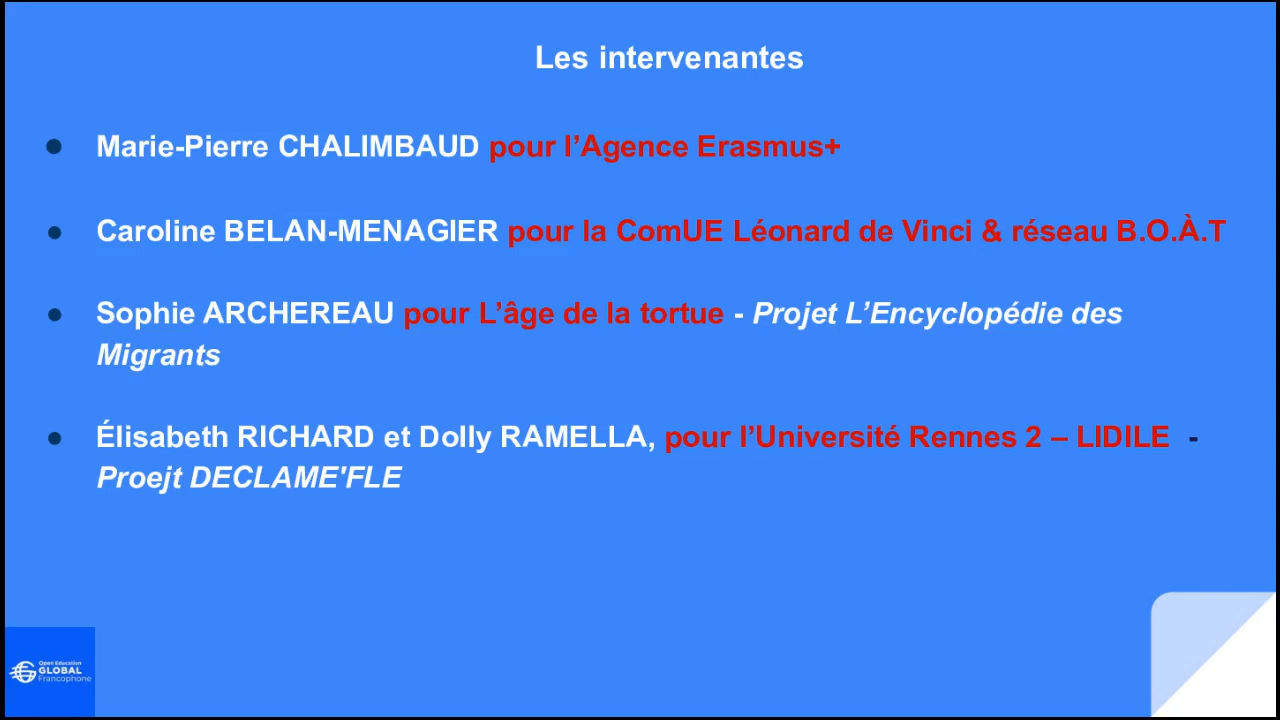 Les intervenantes
● Marie-Pierre CHALIMBAUD pour l’Agence Erasmus+
● Caroline BELAN-MENAGIER pour la ComUE Léonard de Vinci & réseau B.O.À.T
● Sophie ARCHEREAU pour L’âge de la tortue - Projet L’Encyclopédie des
Migrants
● Élisabeth RICHARD et Dolly RAMELLA, pour l’Université Rennes 2 – LIDILE -
Proejt DECLAME'FLE
Open Education
GLOBAL
Francophone